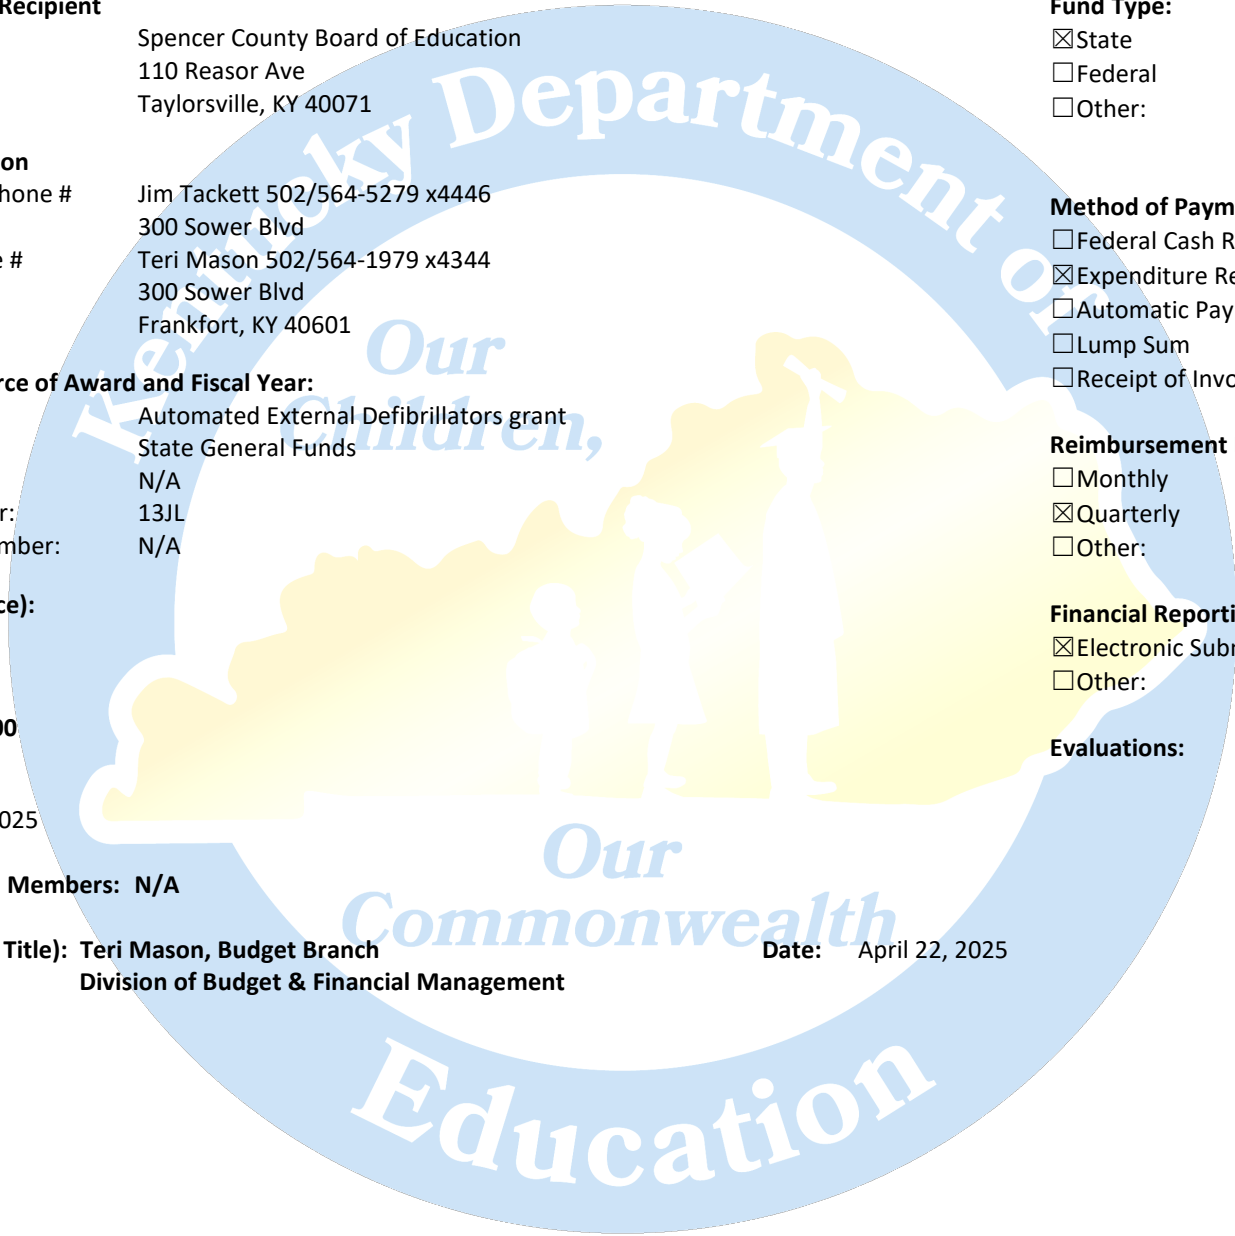 Recipient
Spencer County Board of Education
110 Reasor Ave
Taylorsville, KY 40071
on
hone # Jim Tackett 502/564-5279 x4446
300 Sower Blvd
e # Teri Mason 502/564-1979 x4344
300 Sower Blvd
Frankfort, KY 40601
rce of Award and Fiscal Year:
Automated External Defibrillators grant
State General Funds
N/A
r: 13JL
mber: N/A
ce):
00
025
Members: N/A
Title): Teri Mason, Budget Branch
Division of Budget & Financial Management
Date: April 22, 2025
Fund Type:
☒State
☐Federal
☐Other:
Method of Paym
☐Federal Cash R
☒Expenditure Re
☐Automatic Pay
☐Lump Sum
☐Receipt of Invo
Reimbursement
☐Monthly
☒Quarterly
☐Other:
Financial Reporti
☒Electronic Subr
☐Other:
Evaluations:
Kentucky Department of
Education
Our
Children,
Our
Commonwealth